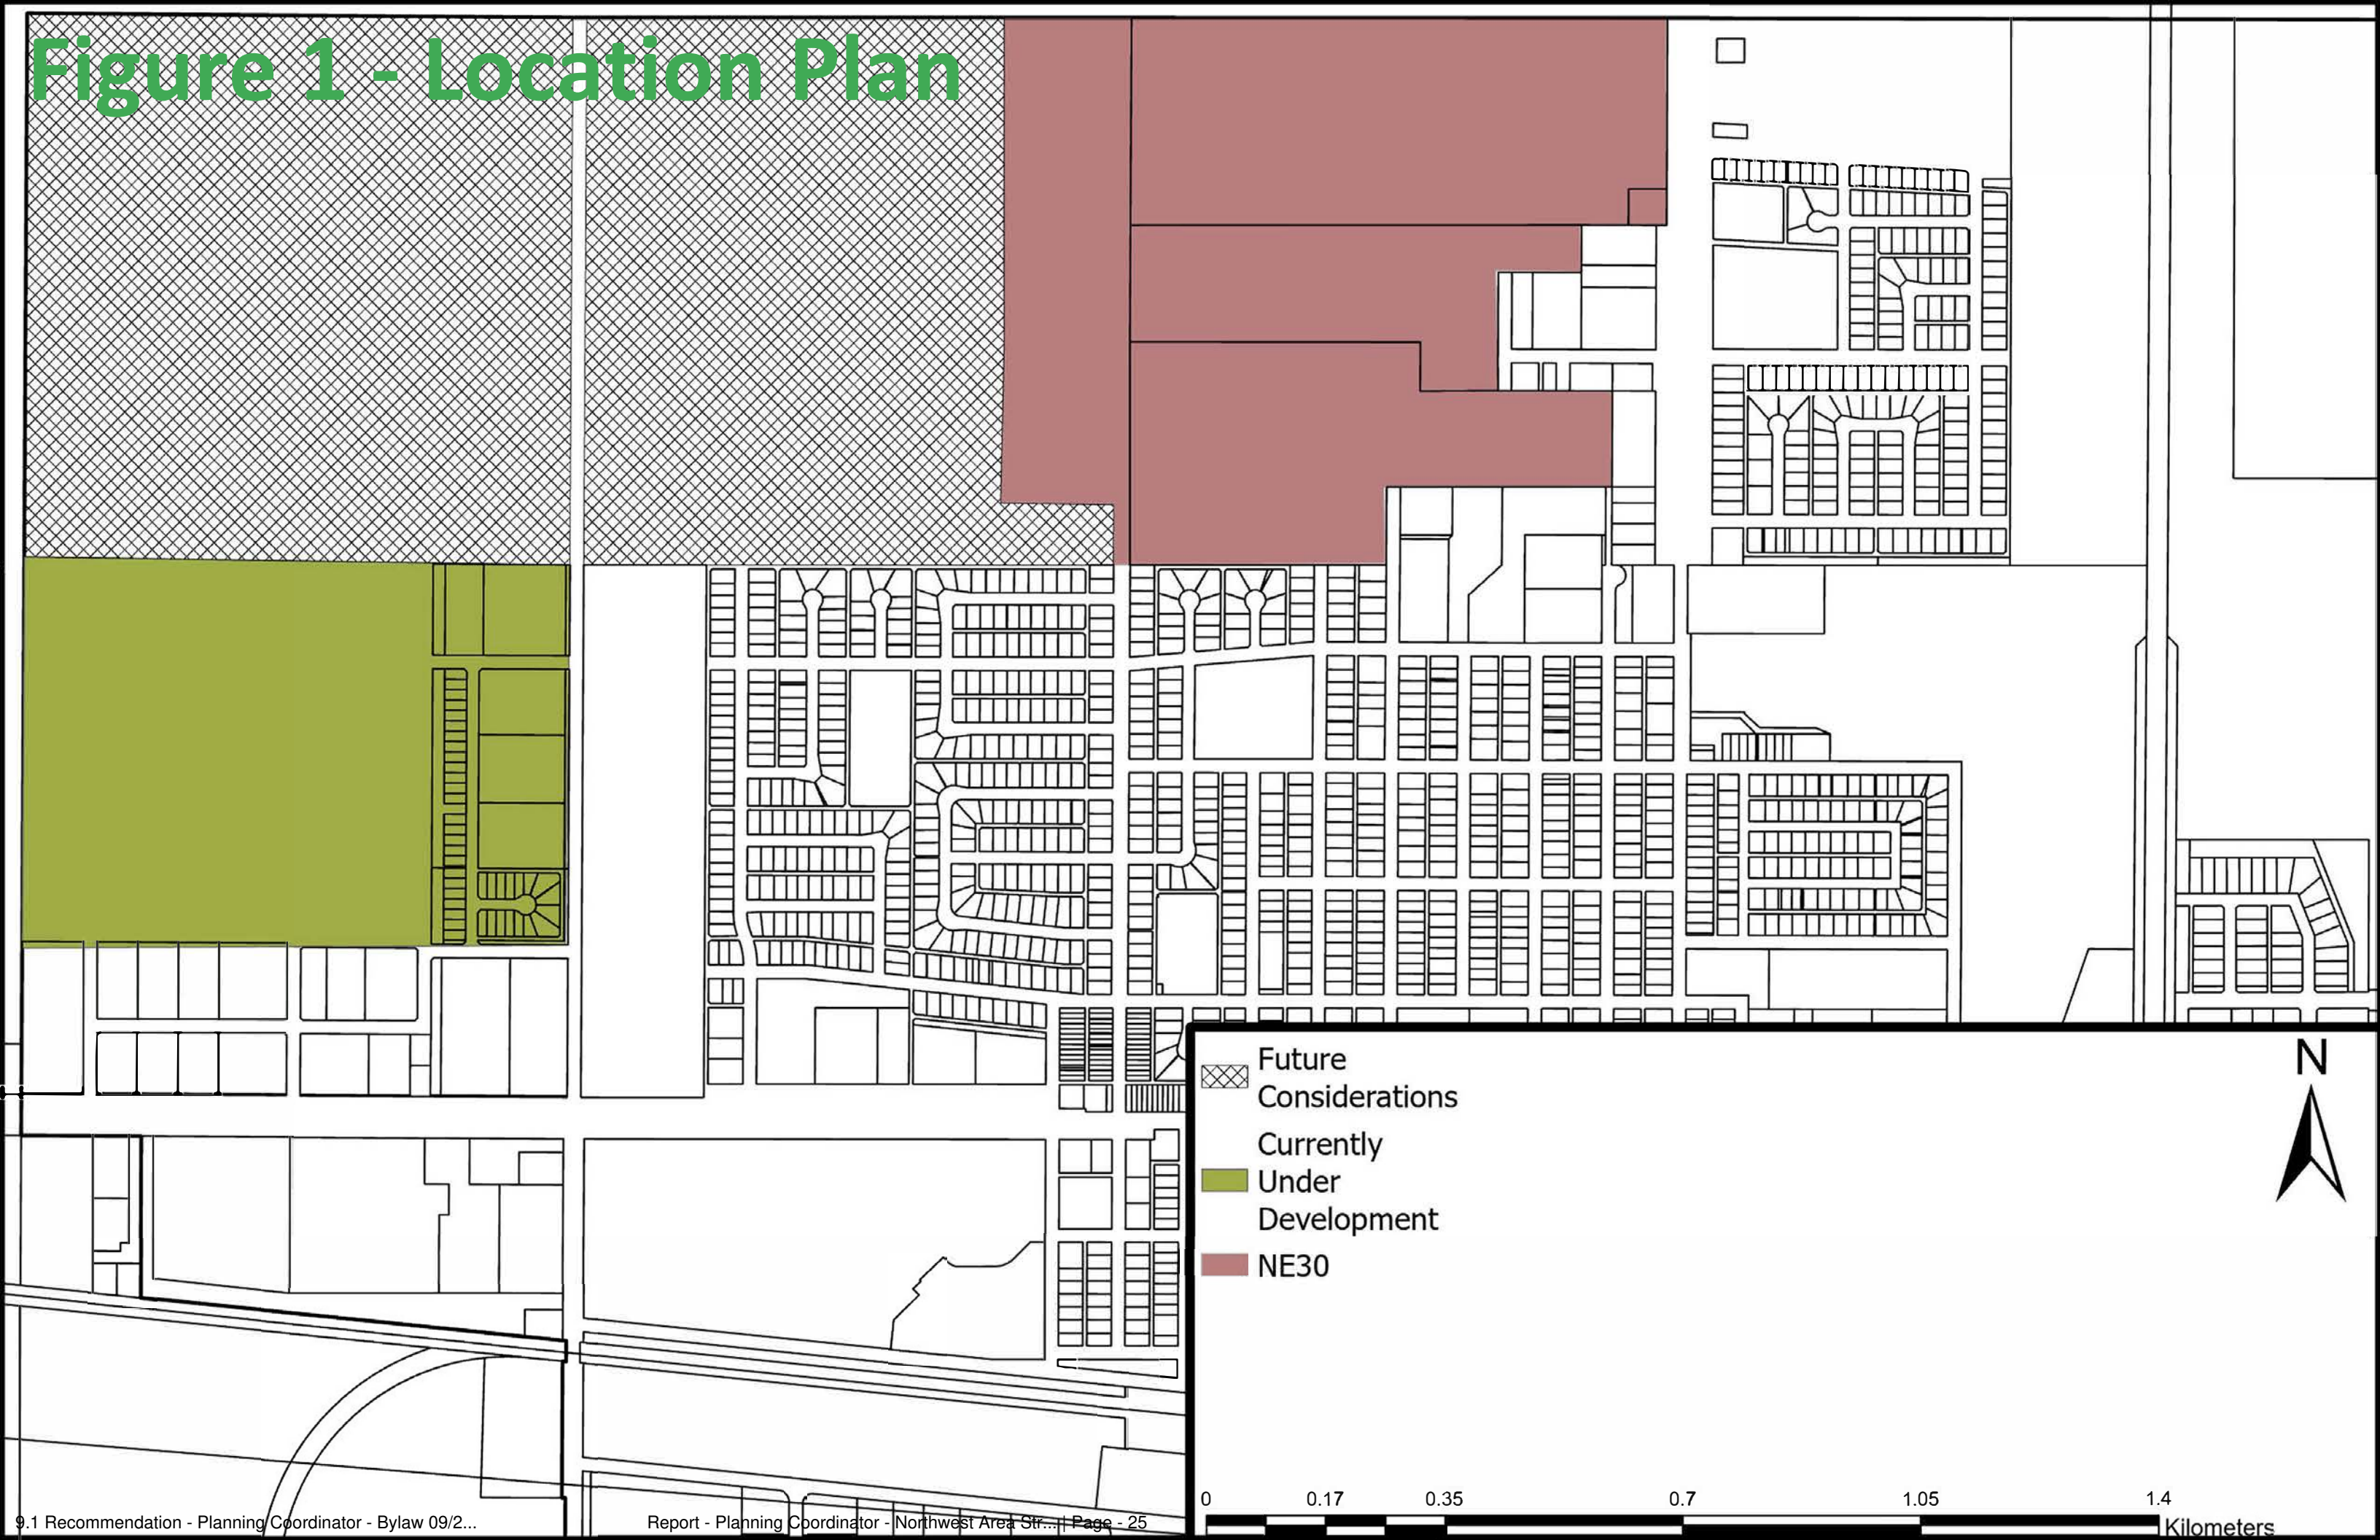 Figure 1 - Location Plan
Future
Considerations
Currently
Under
Development
NE30
N
0 0.17 0.35 0.7 1.05 1.4
Kilometers
9.1 Recommendation - Planning Coordinator - Bylaw 09/2... Report - Planning Coordinator - Northwest Area Str... | Page - 25